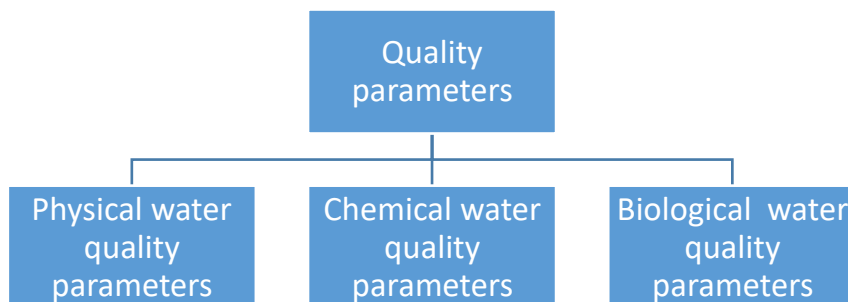 Quality
parameters
Physical water
quality
parameters
Chemical water
quality
parameters
Biological  water
quality
parameters